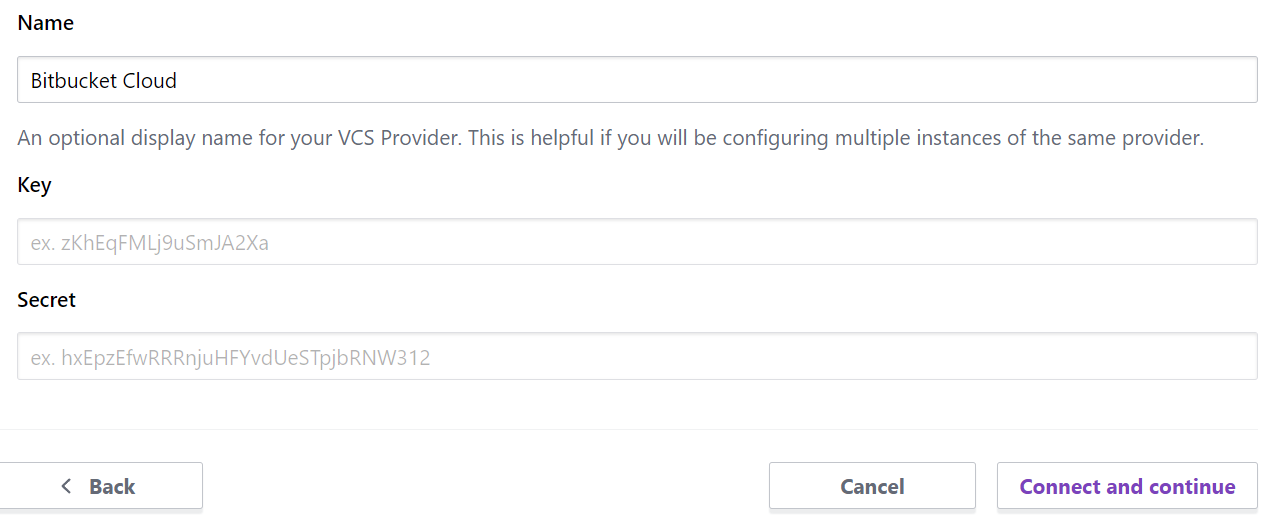 Name
Bitbucket Cloud
An optional display name for your VCS Provider. This is helpful if you will be configuring multiple instances of the same provider.
Key
ex. zKhEqFMLj9uSmJA2Xa
Secret
ex. hxEpzEfwRRRnjuHFYvdUeSTpjbRNW312
Back Cancel Connect and continue